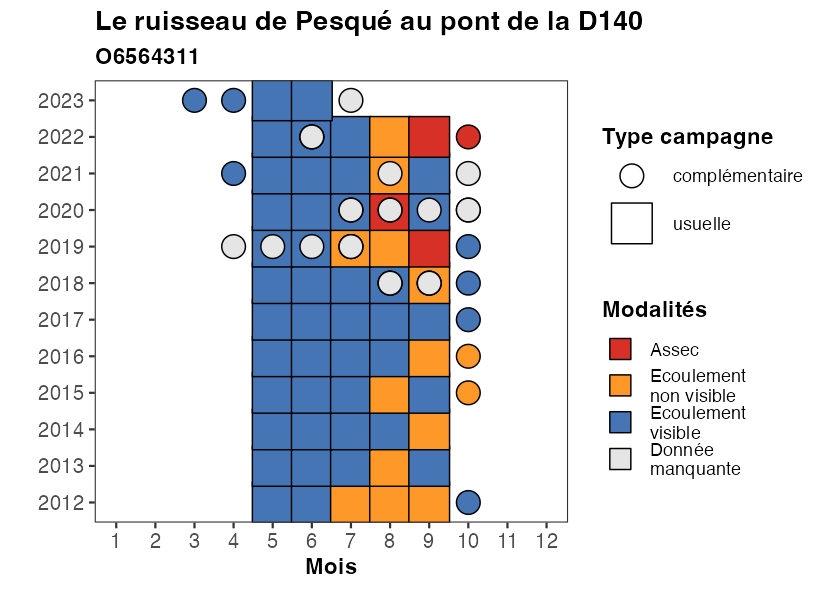 Le ruisseau de Pesqué au pont de la D140
O6564311
2023
2022
2021
2020
2019
2018
2017
2016
2015
2014
2013
2012
1 2 3 4 5 6 7 8 9 10 11 12
Mois
Type campagne
complémentaire
usuelle
Modalités
Assec
Ecoulement
non visible
Ecoulement
visible
Donnée
manquante